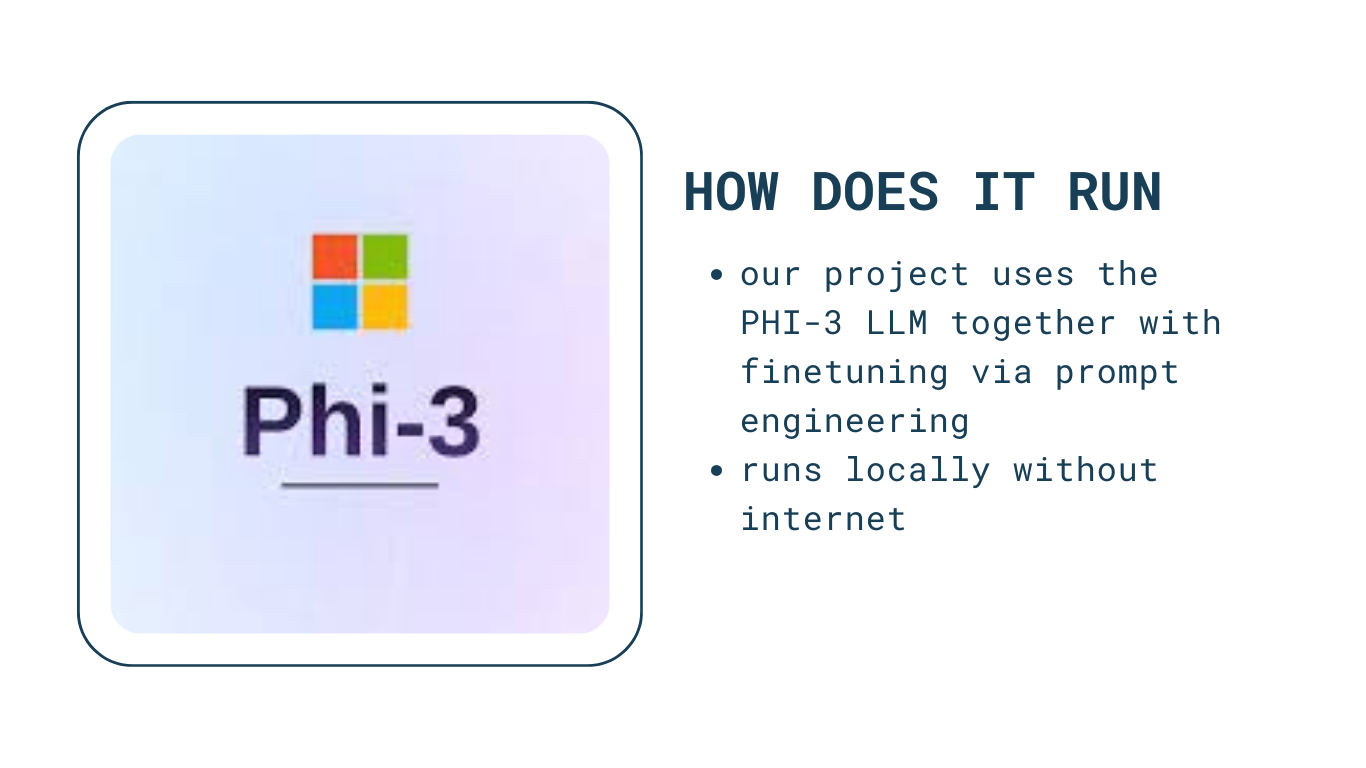 Phi-3
HOW DOES IT RUN
• our project uses the
PHI-3 LLM together with
finetuning via prompt
engineering
• runs locally without
internet